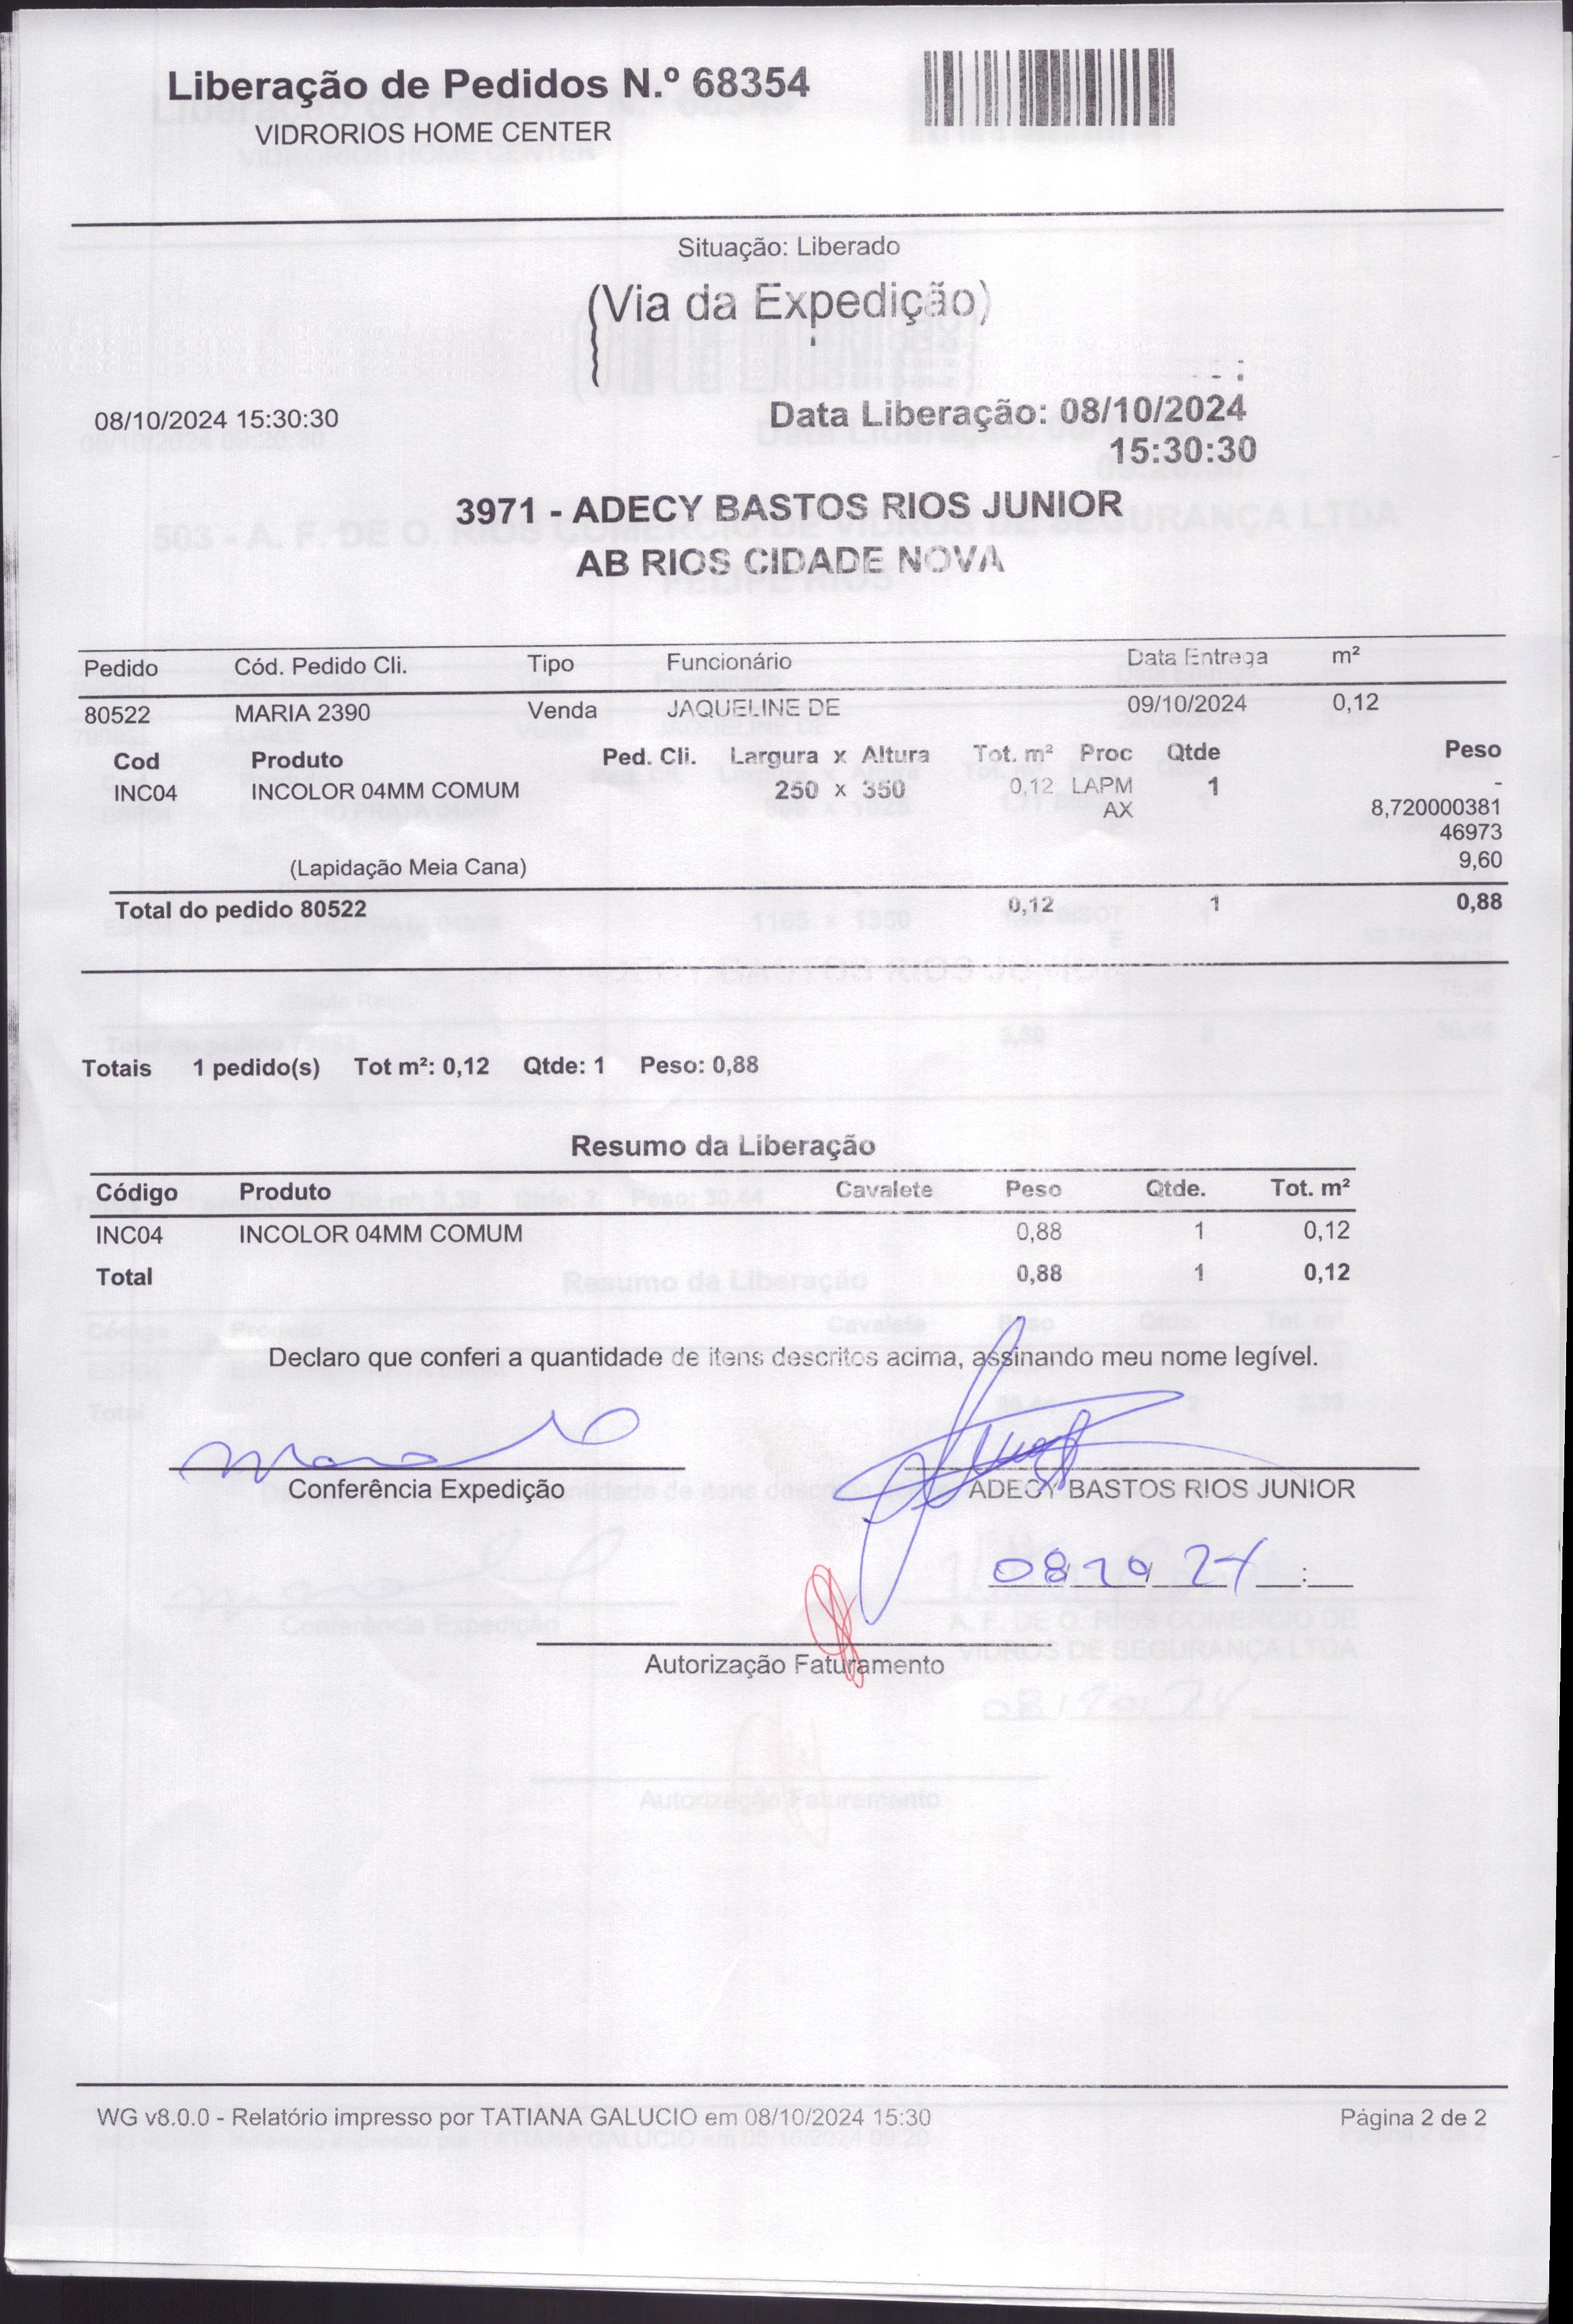 Liberação de Pedidos N.º 68354
VIDRORIOS HOME CENTER
Situação: Liberado
(Via da Expedição)
08/10/2024 15:30:30
Data Liberação: 08/10/2024
15:30:30
3971 - ADECY BASTOS RIOS JUNIOR
AB RIOS CIDADE NOVA
Pedido Cód. Pedido Cli. Tipo Funcionário Data Entrega m²
80522 MARIA 2390 Venda JAQUELINE DE 09/10/2024 0,12
Cod Produto Ped. Cli. Largura x Altura Tot. m² Proc Qtde Peso
INC04 INCOLOR 04MM COMUM 250 x 350 0,12 LAPM 1 -
AX 8,720000381
46973
(Lapidação Meia Cana) 9,60
Total do pedido 80522 0,12 1 0,88
Totais 1 pedido(s) Tot m²: 0,12 Qtde: 1 Peso: 0,88
Resumo da Liberação
Código Produto Cavalete Peso Qtde. Tot. m²
INC04 INCOLOR 04MM COMUM 0,88 1 0,12
Total 0,88 1 0,12
Declaro que conferi a quantidade de itens descritos acima, assinando meu nome legível.
Conferência Expedição ADECY BASTOS RIOS JUNIOR
08 10 24 :
Autorização Faturamento
WG v8.0.0 - Relatório impresso por TATIANA GALUCIO em 08/10/2024 15:30 Página 2 de 2